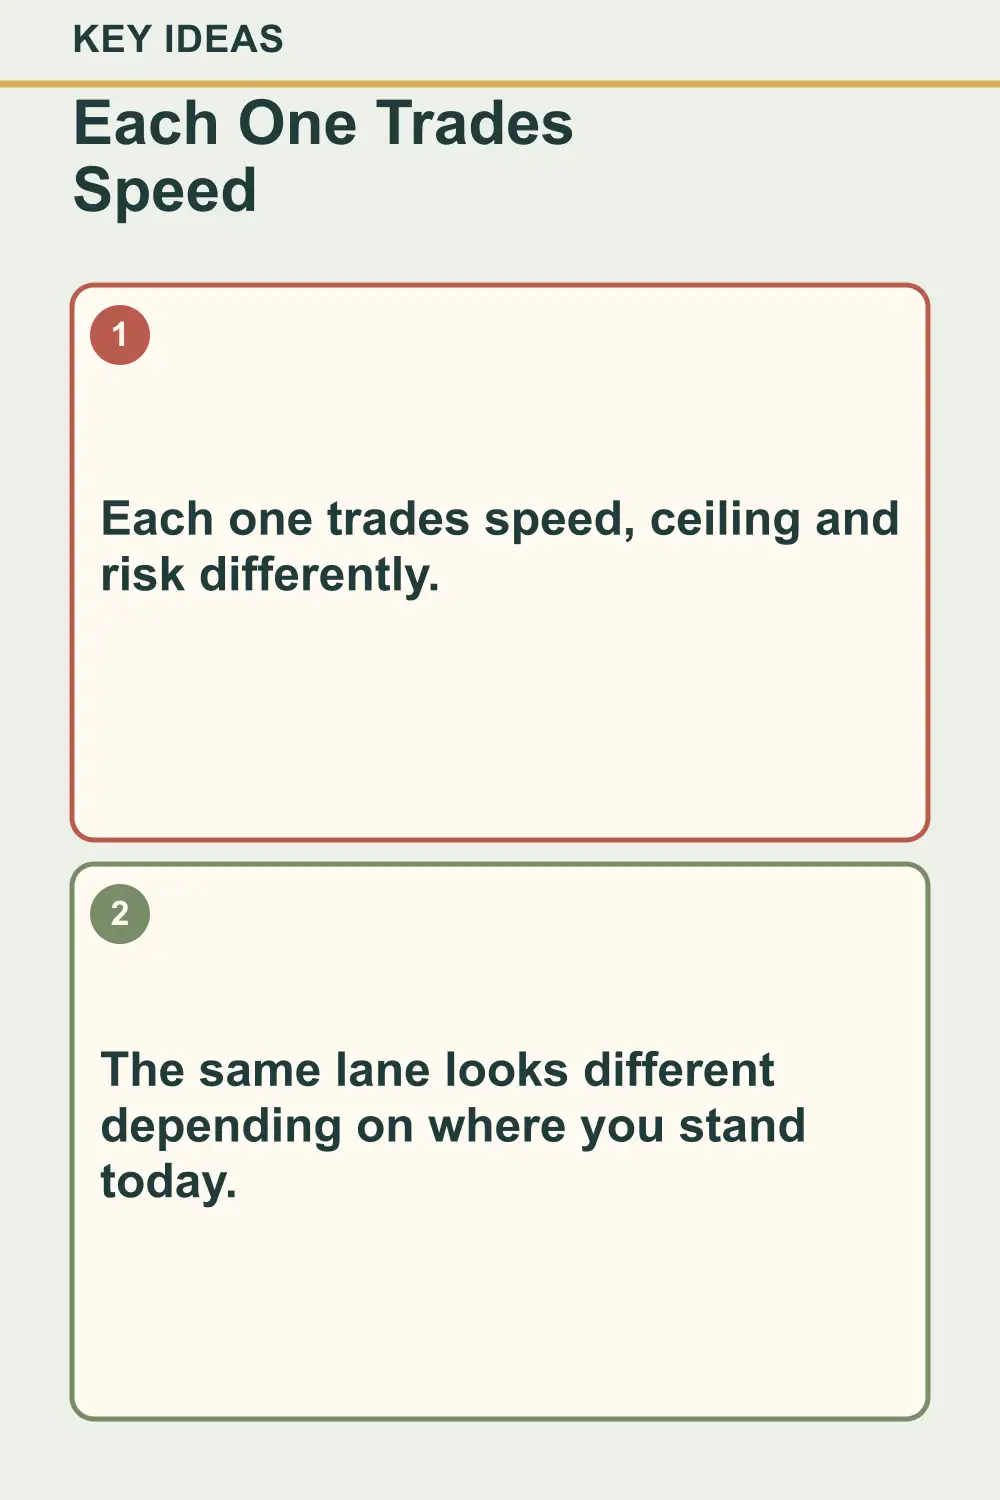 KEY IDEAS
Each One Trades
Speed
1
Each one trades speed, ceiling and
risk differently.
2
The same lane looks different
depending on where you stand
today.